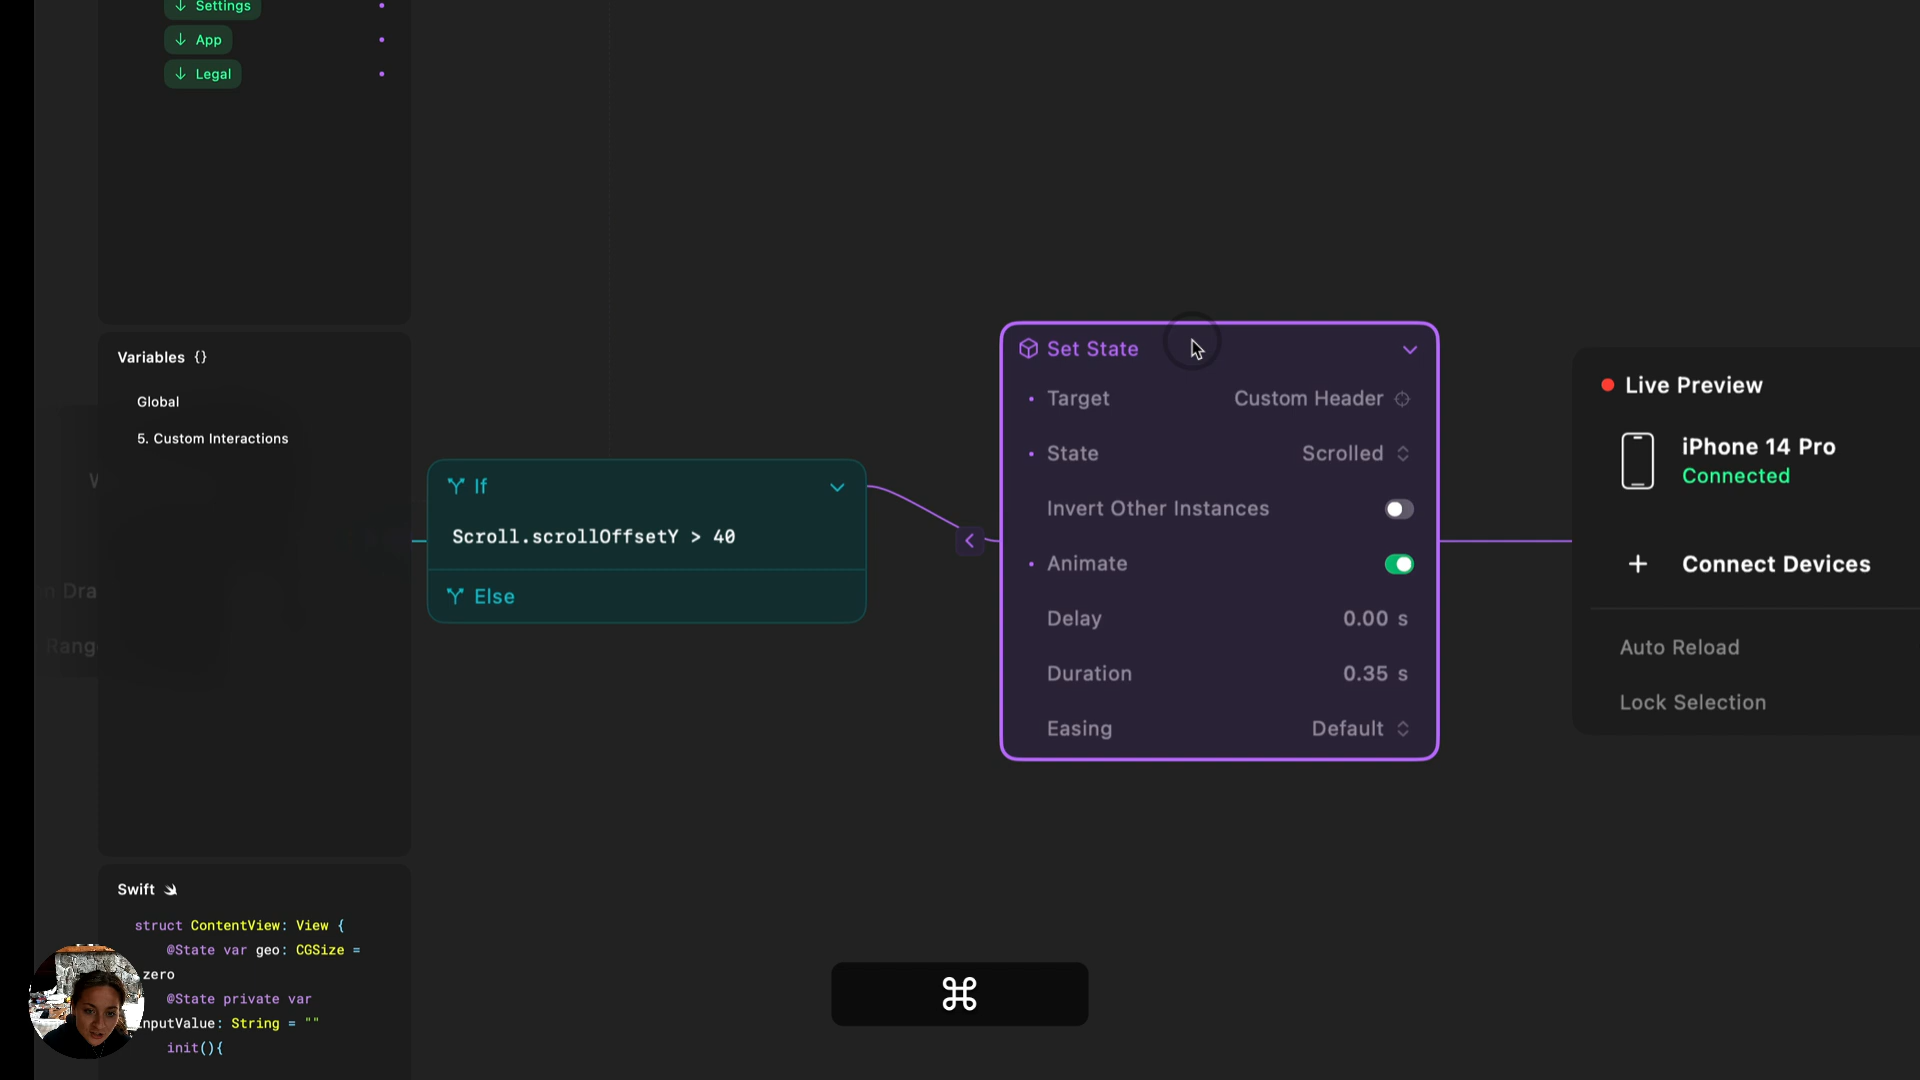 Settings
App
Legal
Variables {}
Global
5. Custom Interactions
n Dra
Rang
If
Scroll.scrollOffsetY > 40
Else
Set State
Target Custom Header
State Scrolled
Invert Other Instances
Animate
Delay 0.00 s
Duration 0.35 s
Easing Default
Live Preview
iPhone 14 Pro
Connected
+ Connect Devices
Auto Reload
Lock Selection
Swift
struct ContentView: View {
@State var geo: CGSize =
.zero
@State private var
inputValue: String = ""
init(){
⌘